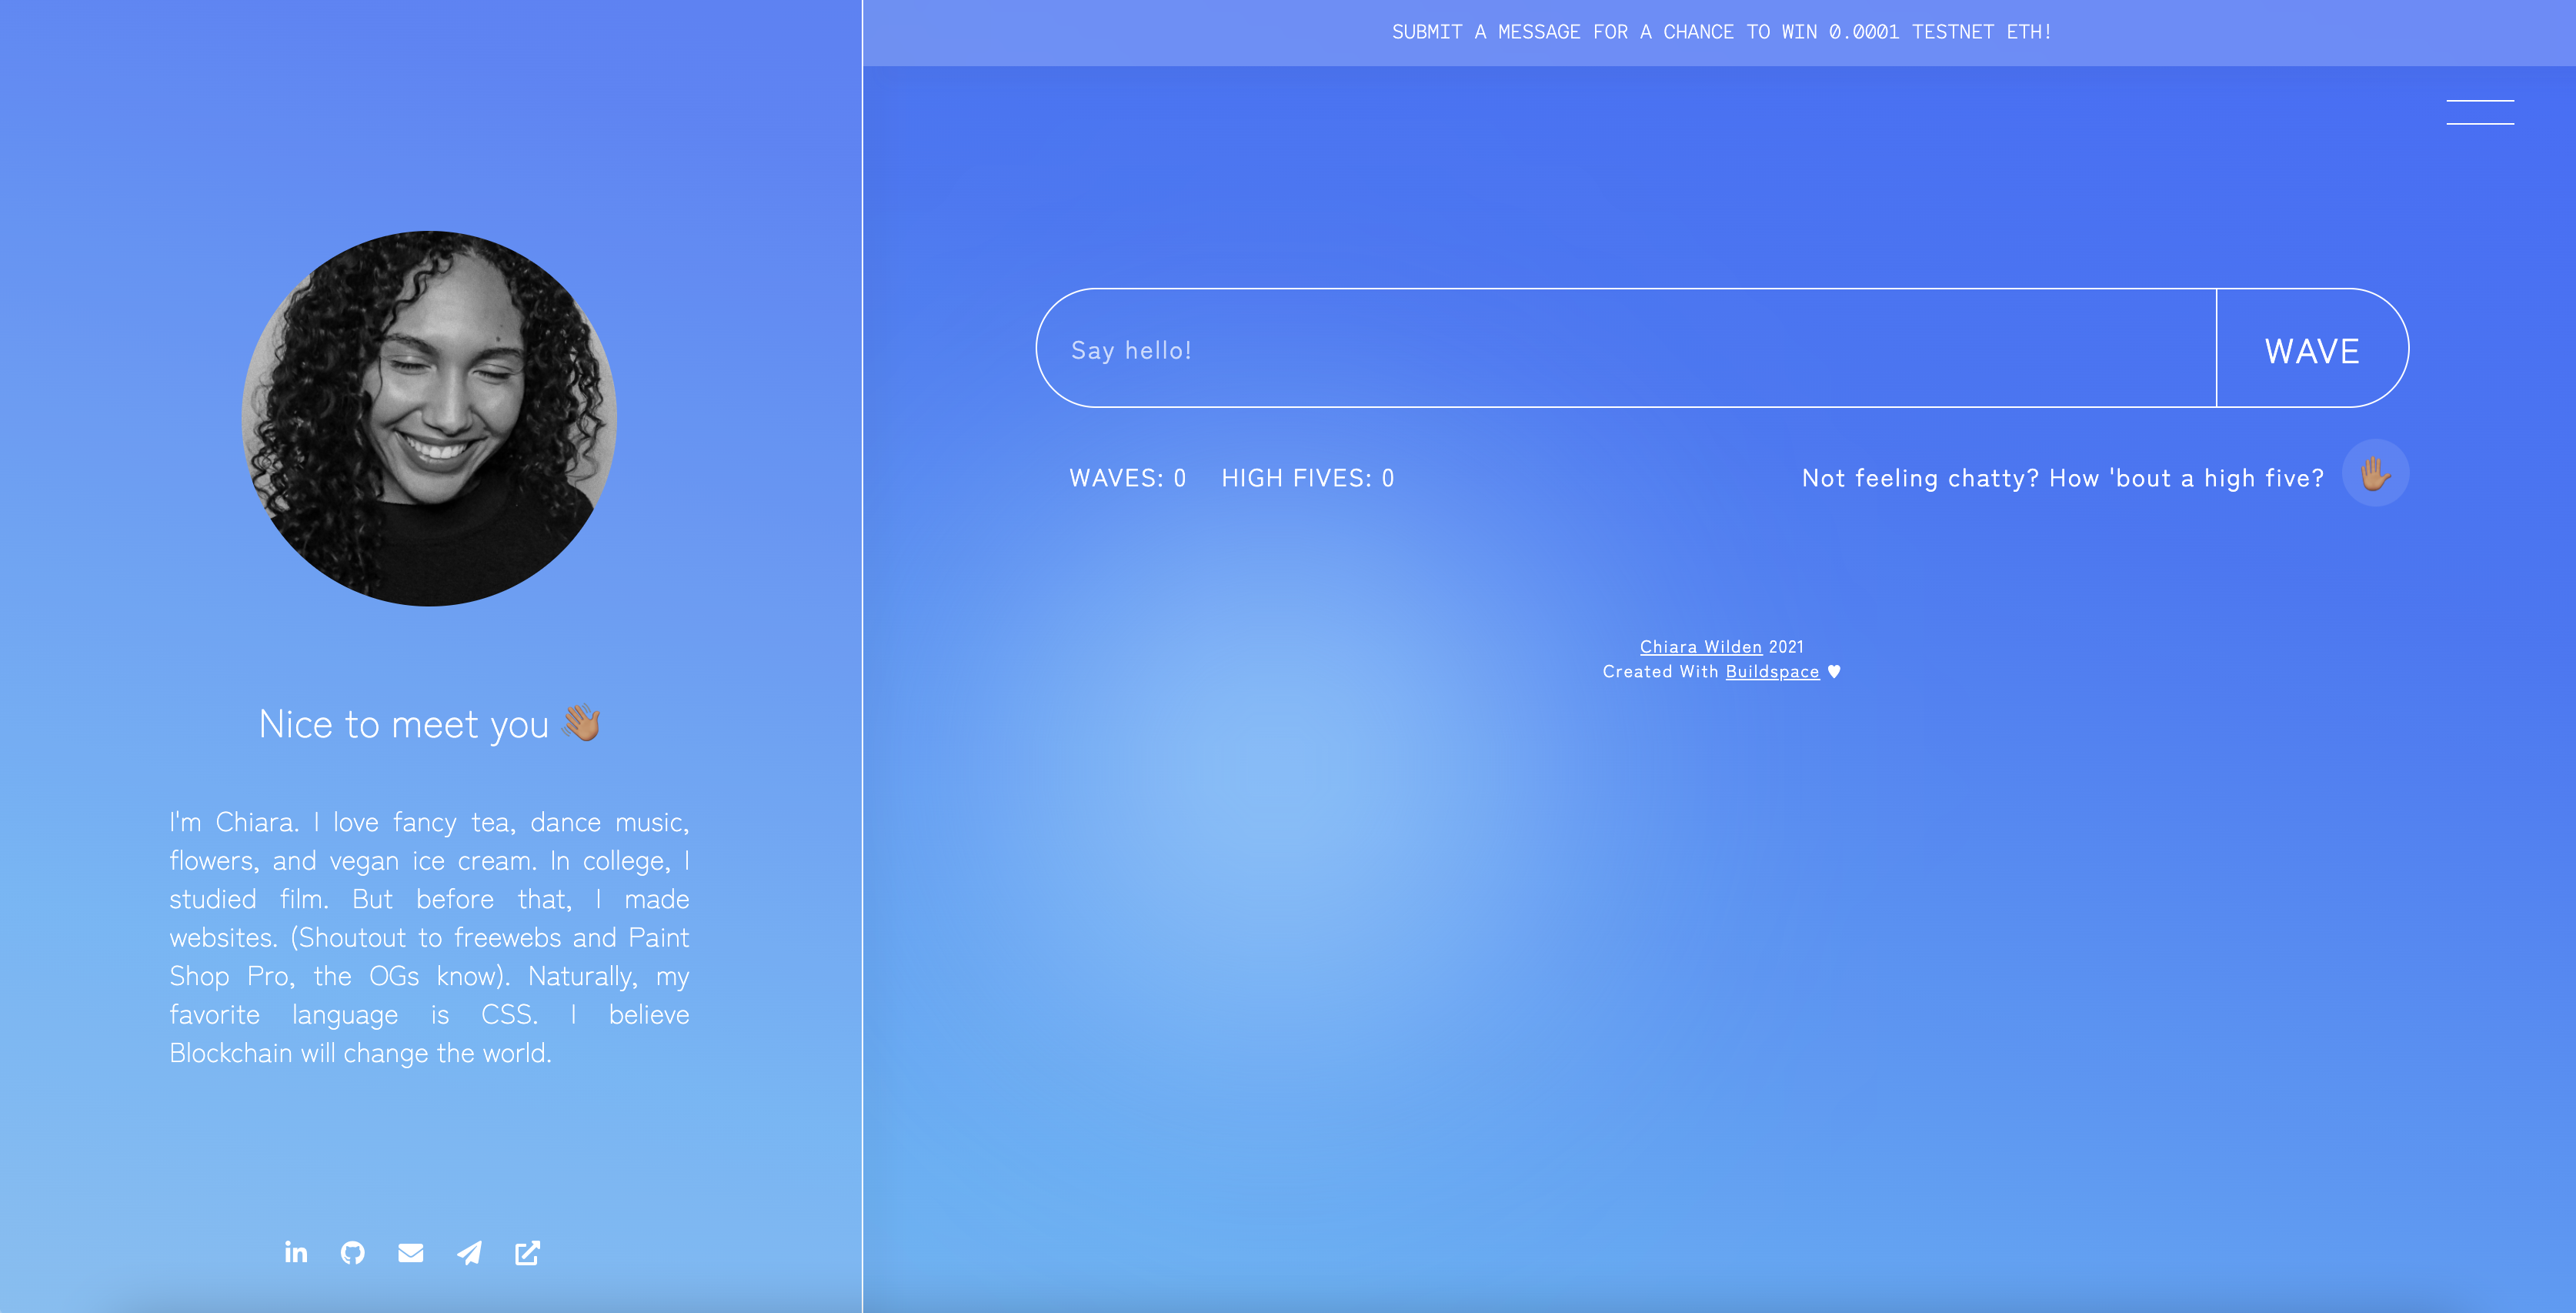 SUBMIT A MESSAGE FOR A CHANCE TO WIN 0.0001 TESTNET ETH!
Say hello!
WAVE
WAVES: 0 HIGH FIVES: 0
Not feeling chatty? How 'bout a high five? 🖐🏽
Chiara Wilden 2021
Created With Buildspace ♥
Nice to meet you 👋🏽
I'm Chiara. I love fancy tea, dance music,
flowers, and vegan ice cream. In college, I
studied film. But before that, I made
websites. (Shoutout to freewebs and Paint
Shop Pro, the OGs know). Naturally, my
favorite language is CSS. I believe
Blockchain will change the world.
in